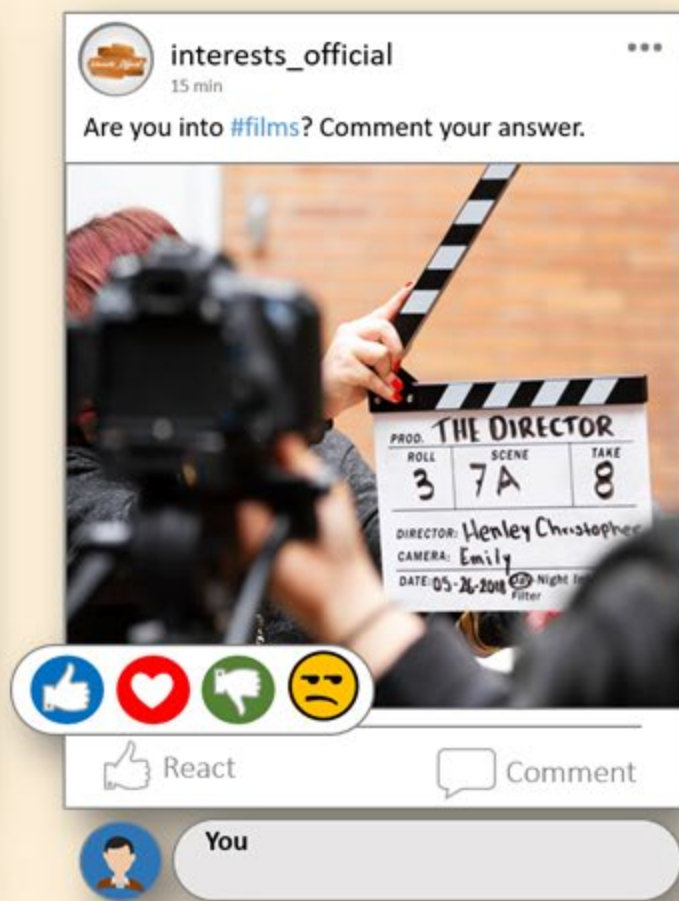 interests_official
15 min
Are you into #films? Comment your answer.
PROD. THE DIRECTOR
ROLL SCENE TAKE
3 7A 8
DIRECTOR: Henley Christopher
CAMERA: Emily
DATE: 05-26-2018 Day Night
Filter
React Comment
You